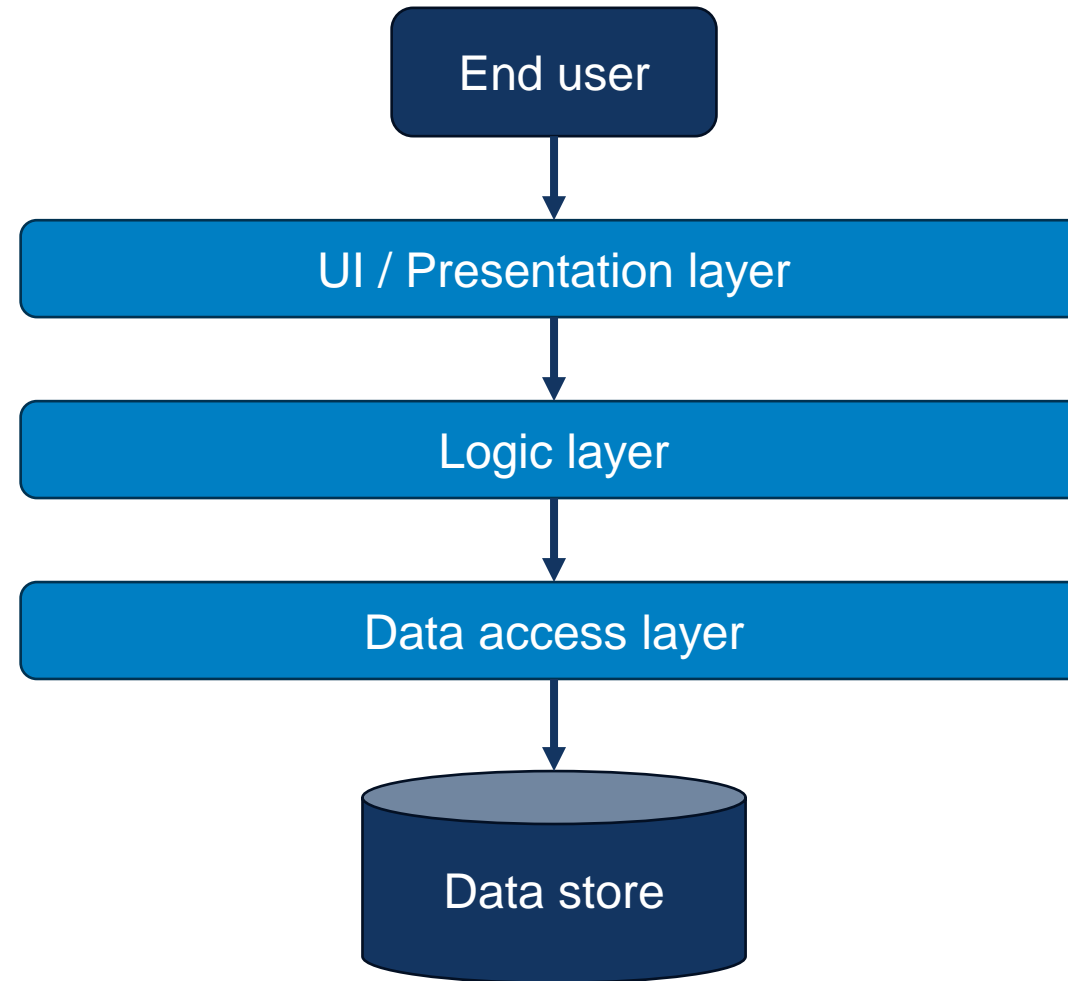 End user
UI / Presentation layer
Logic layer
Data access layer
Data store